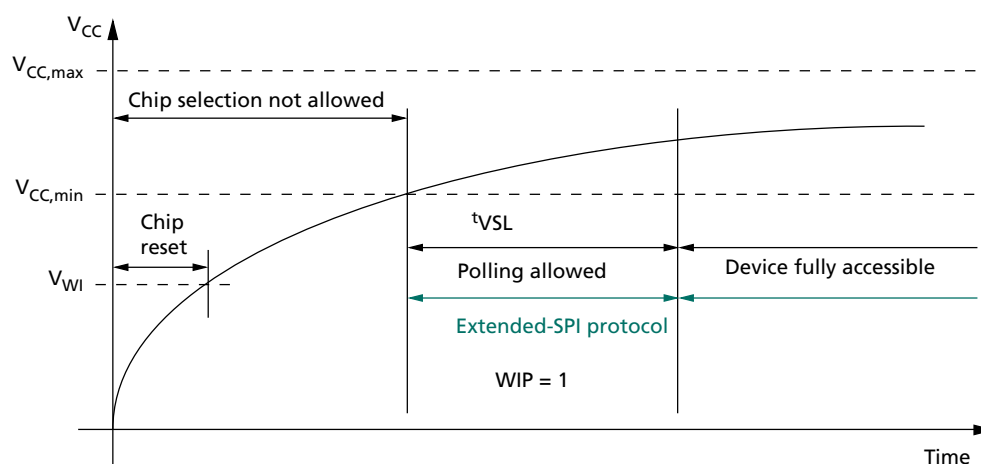 VCC
VCC,max
Chip selection not allowed
VCC,min
Chip
reset
tVSL
VWI
Polling allowed
Device fully accessible
Extended-SPI protocol
WIP = 1
Time